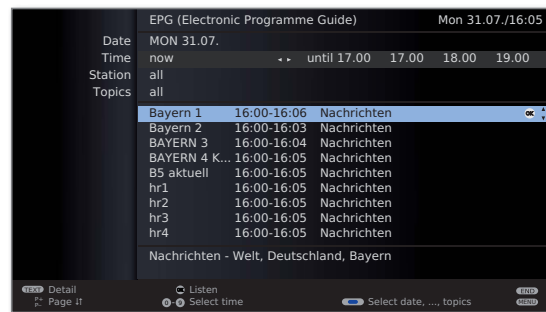 EPG (Electronic Programme Guide) Mon 31.07./16:05
Date MON 31.07.
Time now until 17.00 17.00 18.00 19.00
Station all
Topics all
Bayern 1 16:00-16:06 Nachrichten OK
Bayern 2 16:00-16:03 Nachrichten
BAYERN 3 16:00-16:04 Nachrichten
BAYERN 4 K... 16:00-16:05 Nachrichten
B5 aktuell 16:00-16:05 Nachrichten
hr1 16:00-16:05 Nachrichten
hr2 16:00-16:05 Nachrichten
hr3 16:00-16:05 Nachrichten
hr4 16:00-16:05 Nachrichten
Nachrichten - Welt, Deutschland, Bayern
TEXT Detail OK Listen END
P+ P- Page 0-9 Select time Select date, ..., topics MENU